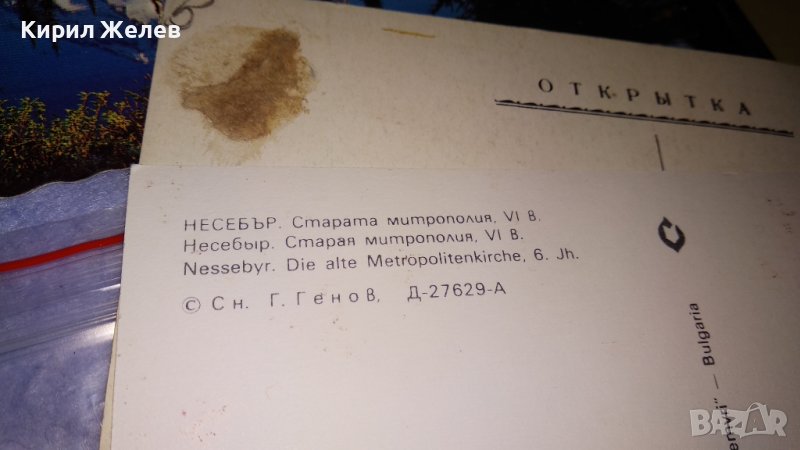 Кирил Желев
ОТКРЫТКА
НЕСЕБЪР. Старата митрополия, VI в.
Несебыр. Старая митрополия, VI в.
Nessebyr. Die alte Metropolitenkirche, 6. Jh.
© Сн. Г. Генов, Д-27629-А
— Bulgaria
BAZAR